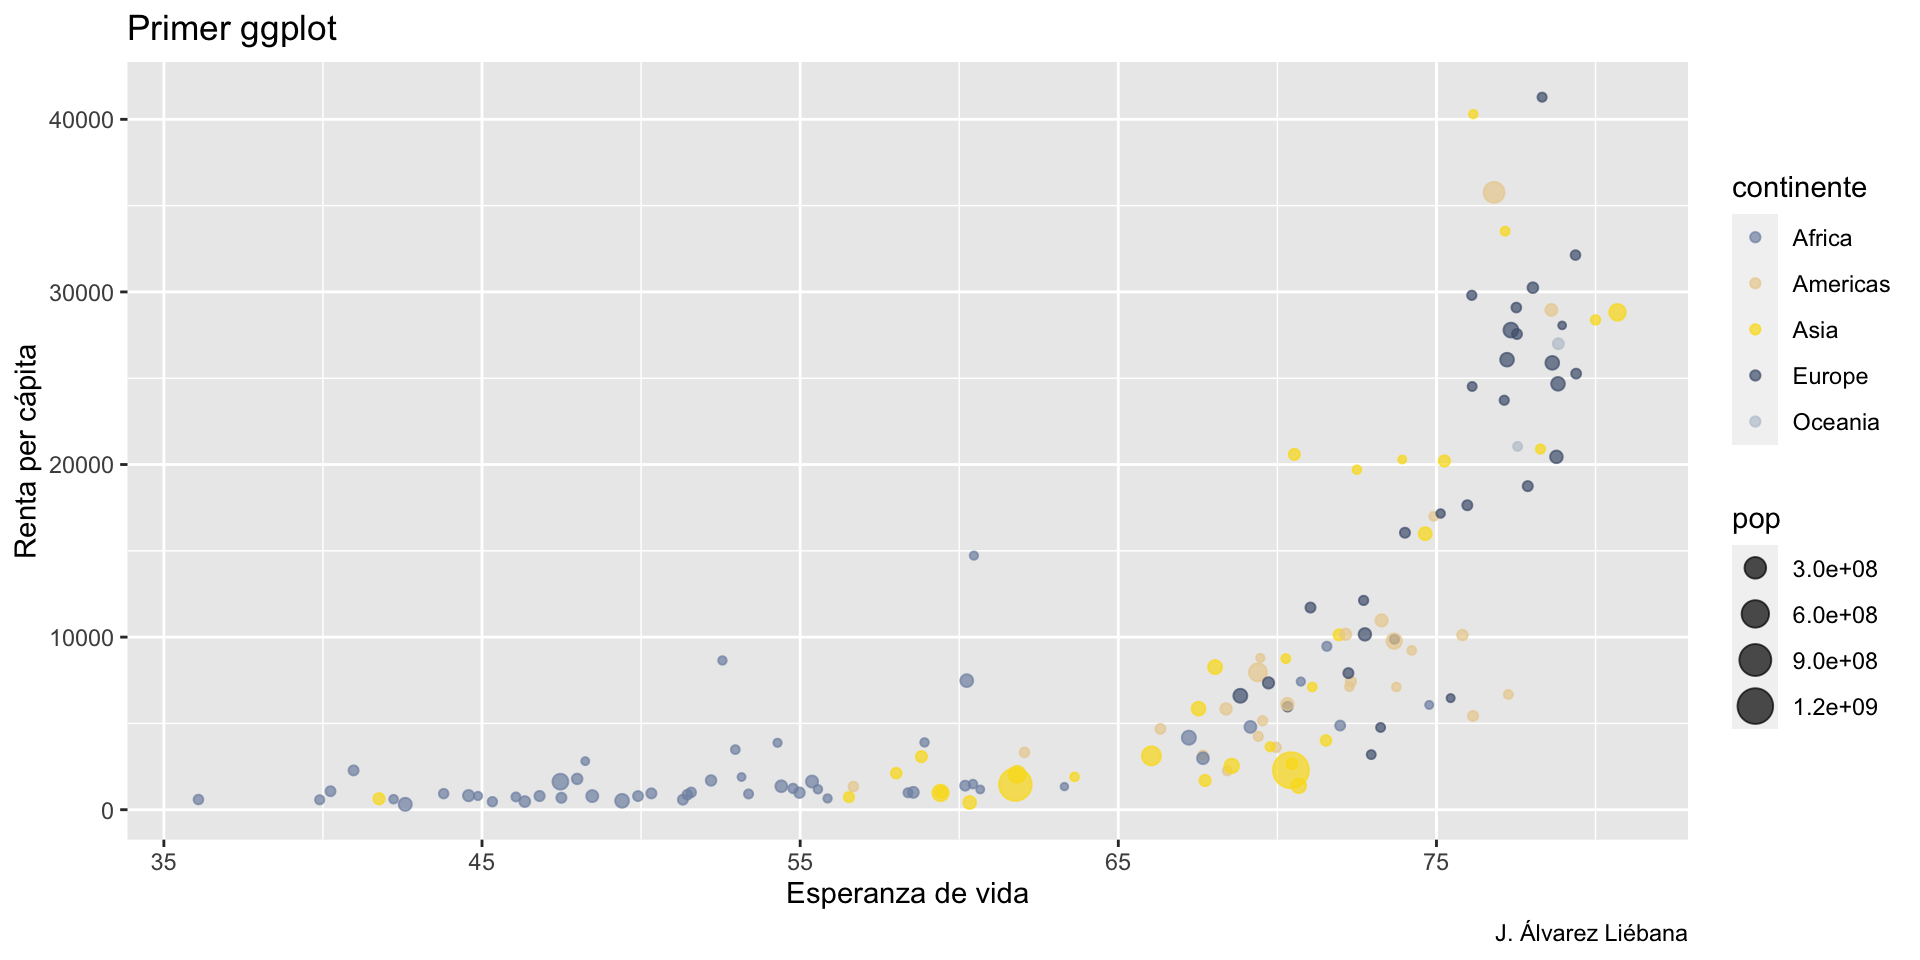 Primer ggplot
40000
30000
20000
10000
0
Renta per cápita
35 45 55 65 75
Esperanza de vida
continente
Africa
Americas
Asia
Europe
Oceania
pop
3.0e+08
6.0e+08
9.0e+08
1.2e+09
J. Álvarez Liébana